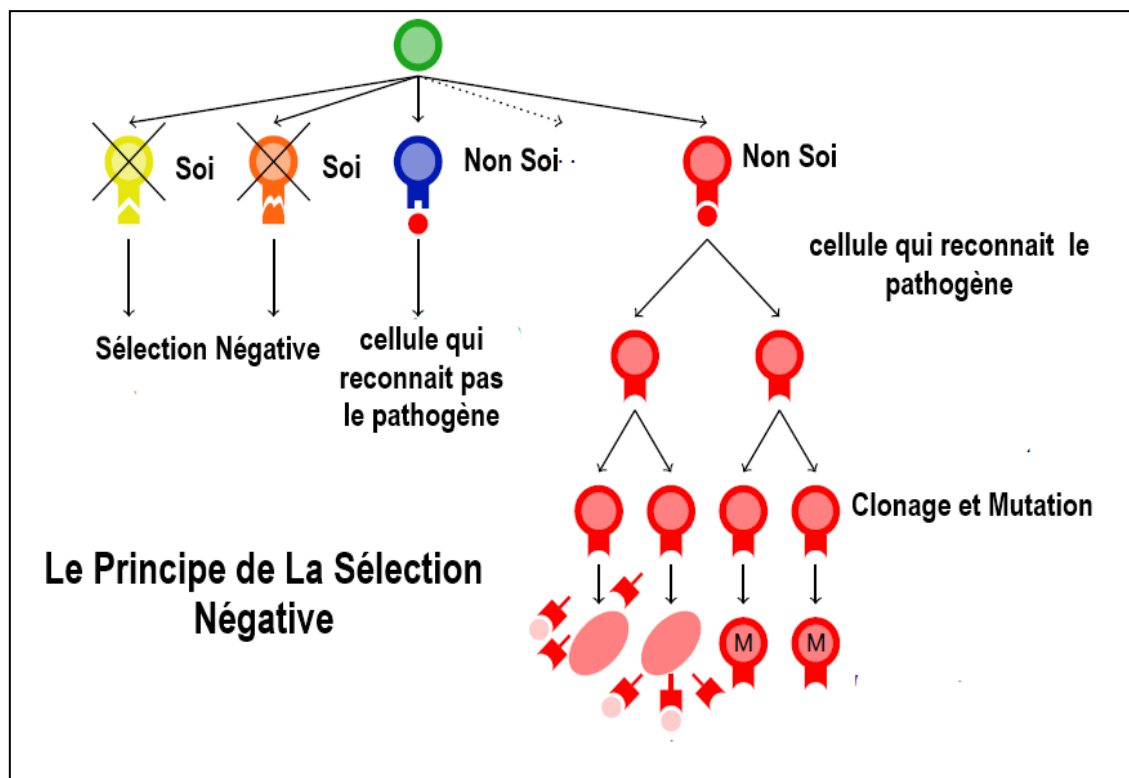 Soi
Soi
Non Soi
Non Soi
cellule qui reconnait le
pathogène
Sélection Négative
cellule qui
reconnait pas
le pathogène
Clonage et Mutation
Le Principe de La Sélection
Négative
M
M